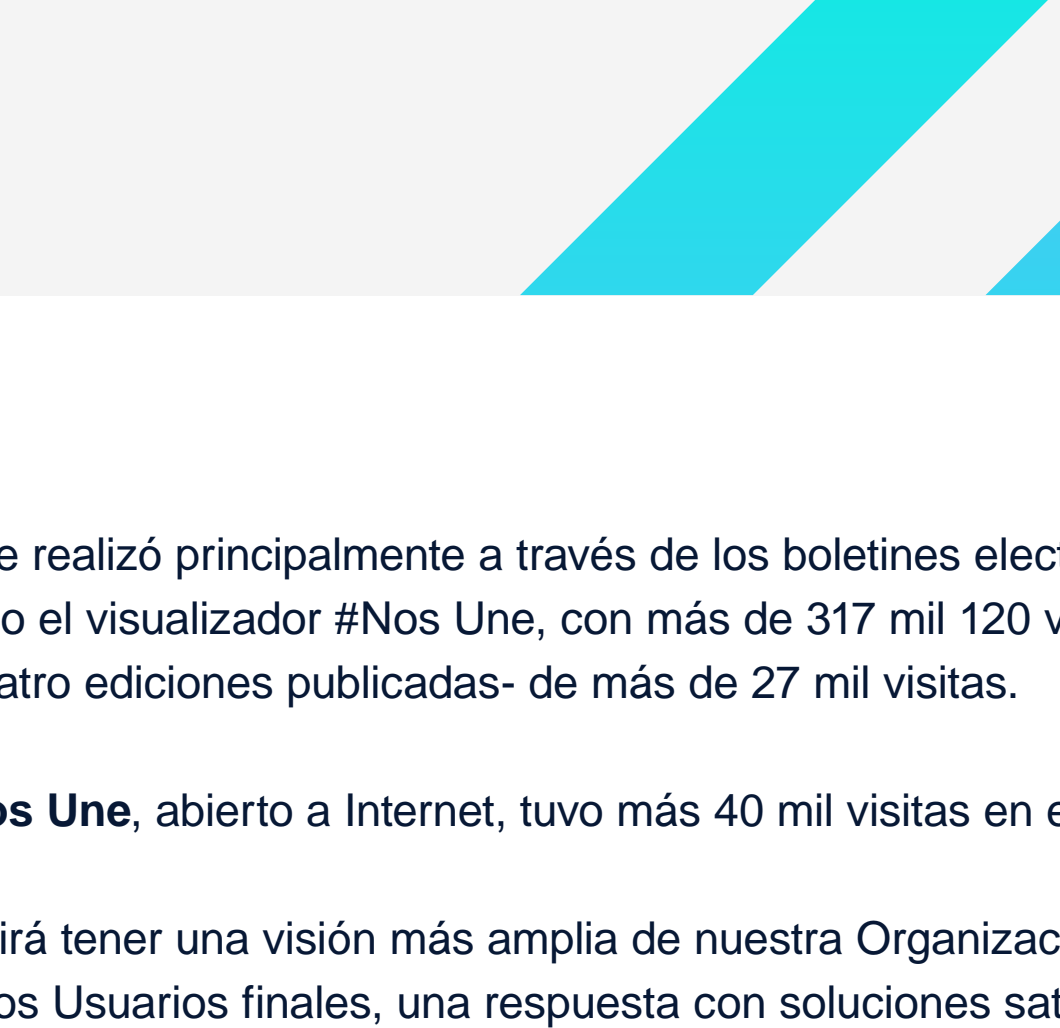 e realizó principalmente a través de los boletines elect
o el visualizador #Nos Une, con más de 317 mil 120 v
atro ediciones publicadas- de más de 27 mil visitas.
os Une, abierto a Internet, tuvo más 40 mil visitas en e
irá tener una visión más amplia de nuestra Organizac
os Usuarios finales, una respuesta con soluciones sat